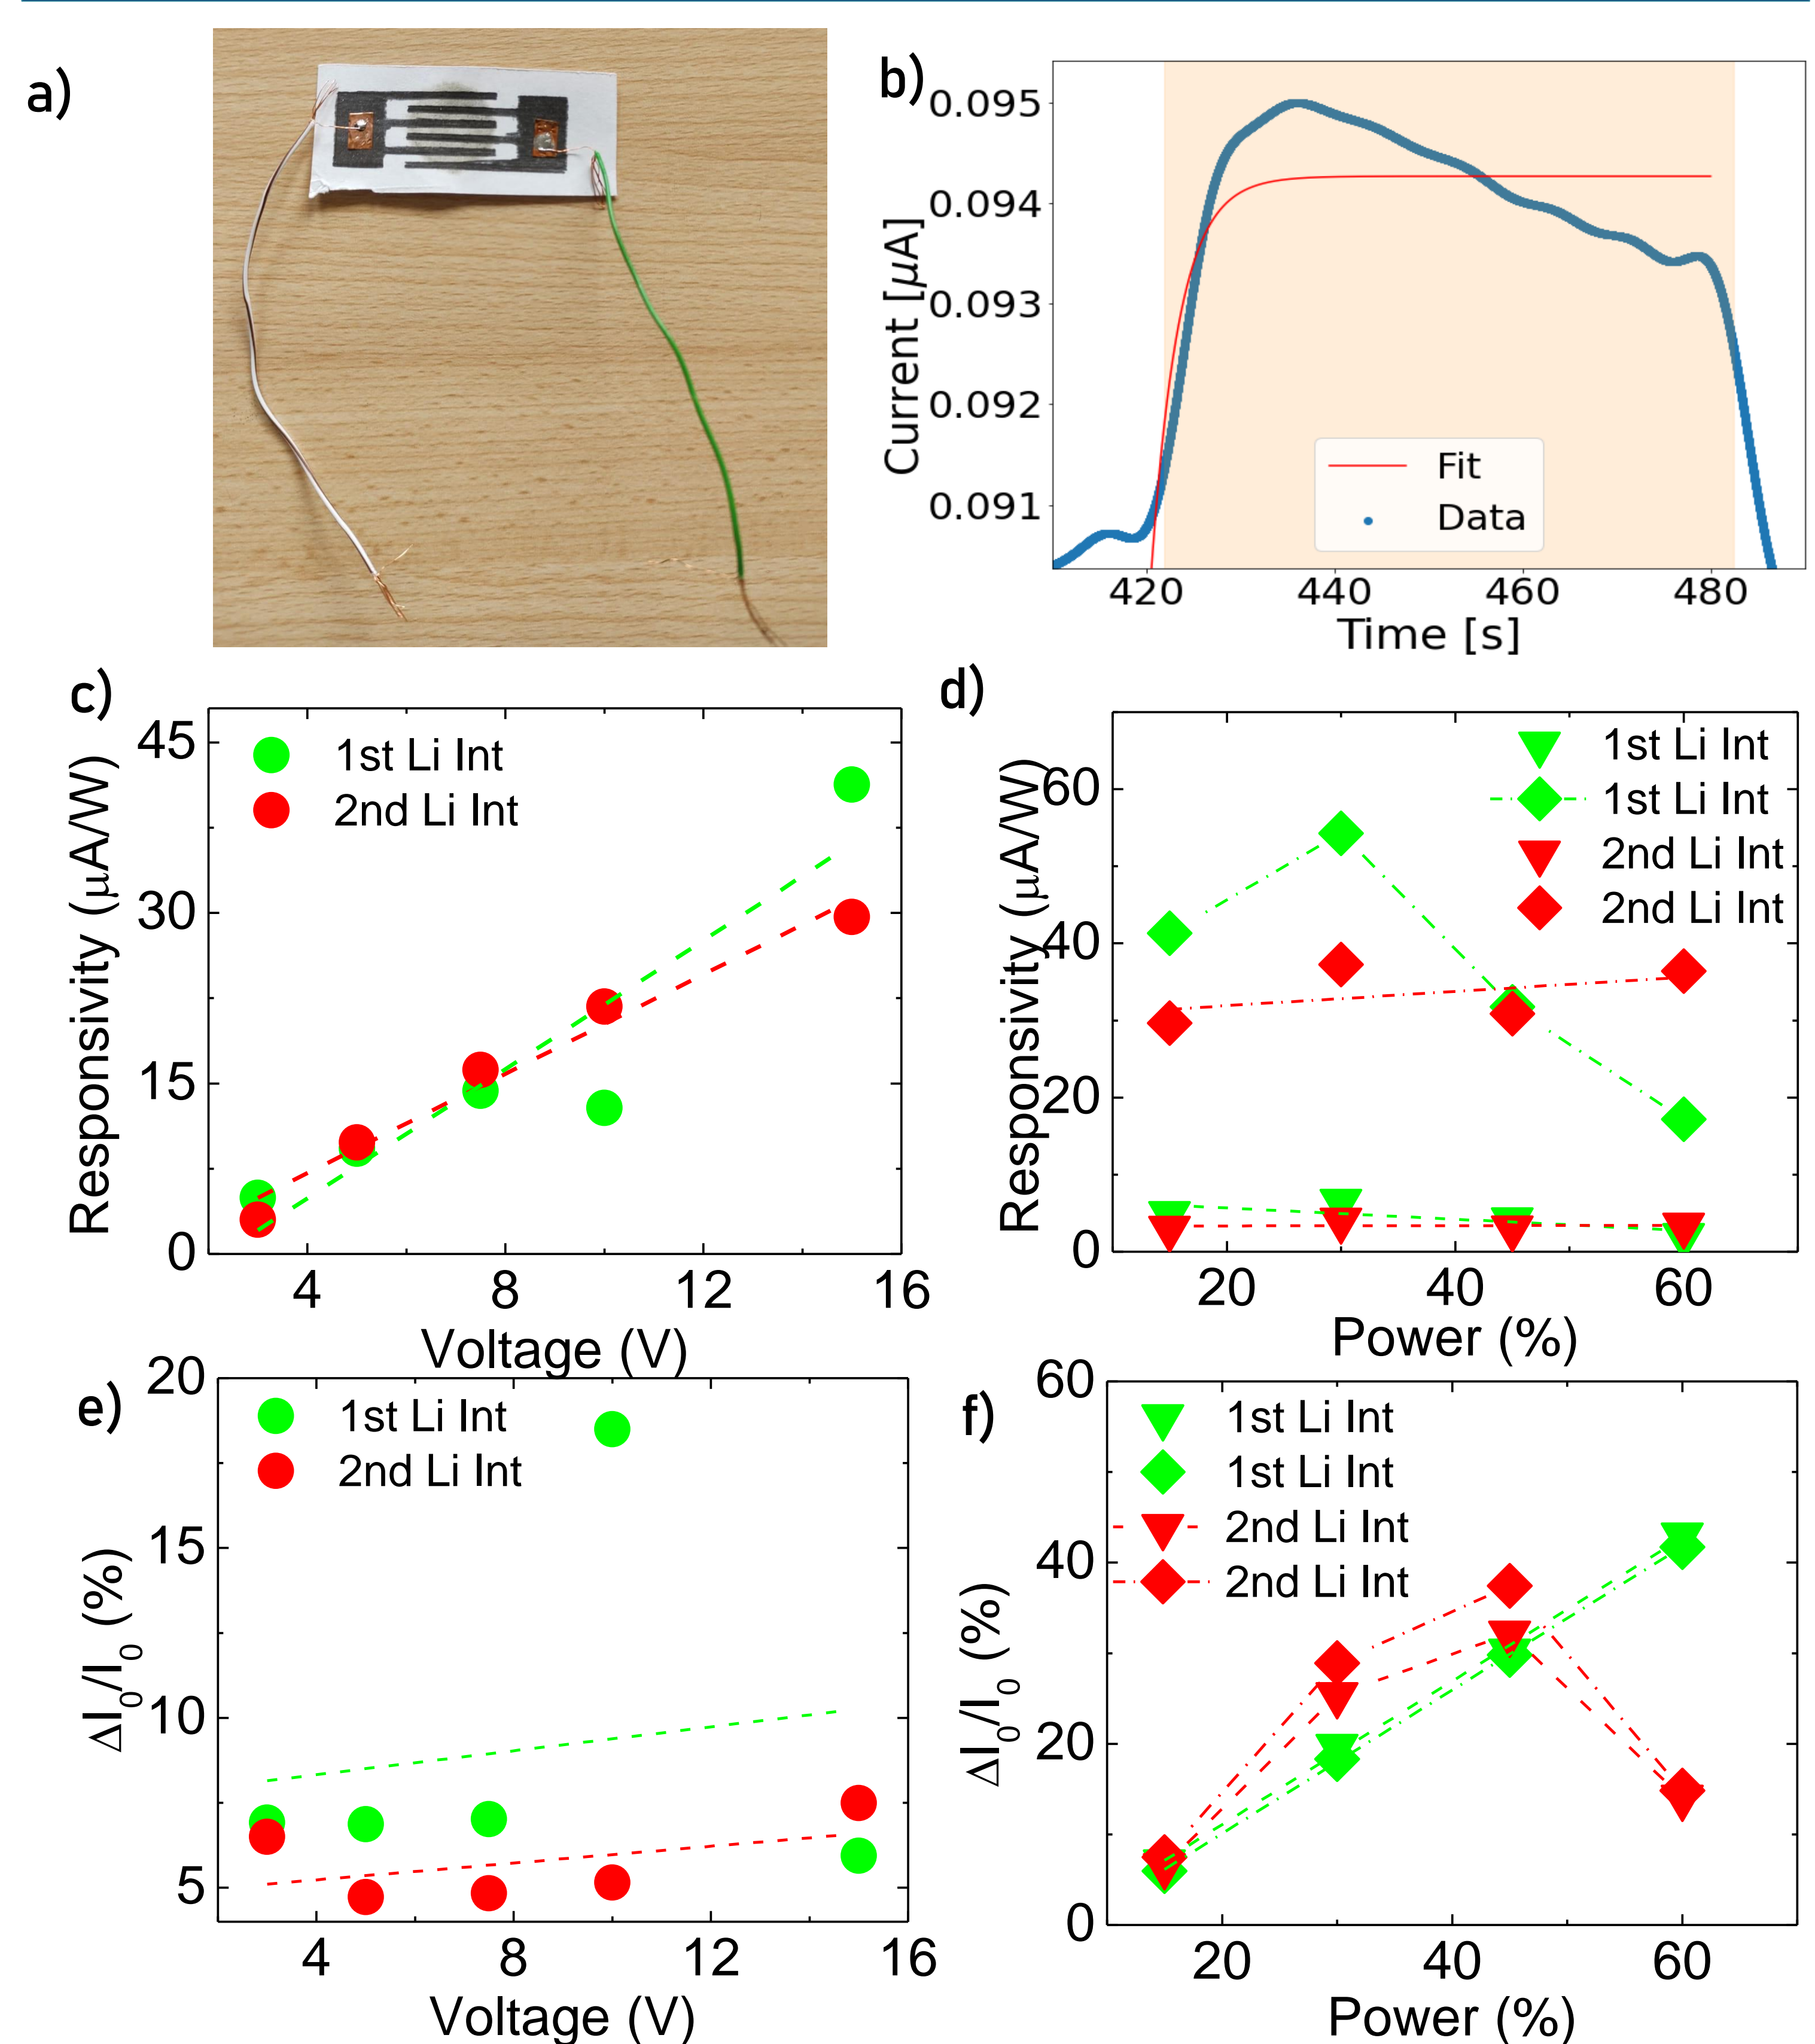 a)
b)
0.095
0.094
0.093
0.092
0.091
Current [μA]
Fit
Data
420 440 460 480
Time [s]
c)
45
30
15
0
Responsivity (μA/W)
1st Li Int
2nd Li Int
4 8 12 16
Voltage (V)
d)
60
40
20
0
Responsivity (μA/W)
1st Li Int
1st Li Int
2nd Li Int
2nd Li Int
20 40 60
Power (%)
e)
20
15
10
5
ΔI₀/I₀ (%)
1st Li Int
2nd Li Int
4 8 12 16
Voltage (V)
f)
60
40
20
0
ΔI₀/I₀ (%)
1st Li Int
1st Li Int
2nd Li Int
2nd Li Int
20 40 60
Power (%)